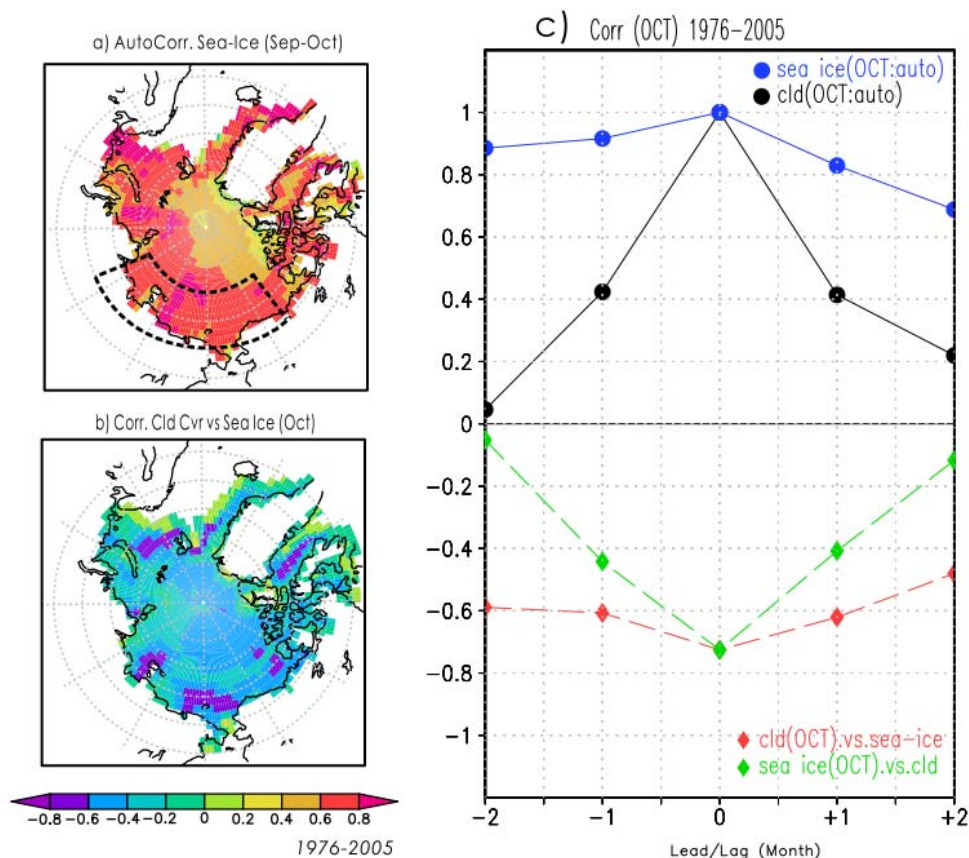 a) AutoCorr. Sea-Ice (Sep-Oct)
b) Corr. Cld Cvr vs Sea Ice (Oct)
-0.8 -0.6 -0.4 -0.2 0 0.2 0.4 0.6 0.8
1976-2005
c) Corr (OCT) 1976-2005
sea ice(OCT:auto)
cld(OCT:auto)
1
0.8
0.6
0.4
0.2
0
-0.2
-0.4
-0.6
-0.8
-1
cld(OCT).vs.sea-ice
sea ice(OCT).vs.cld
-2 -1 0 +1 +2
Lead/Lag (Month)